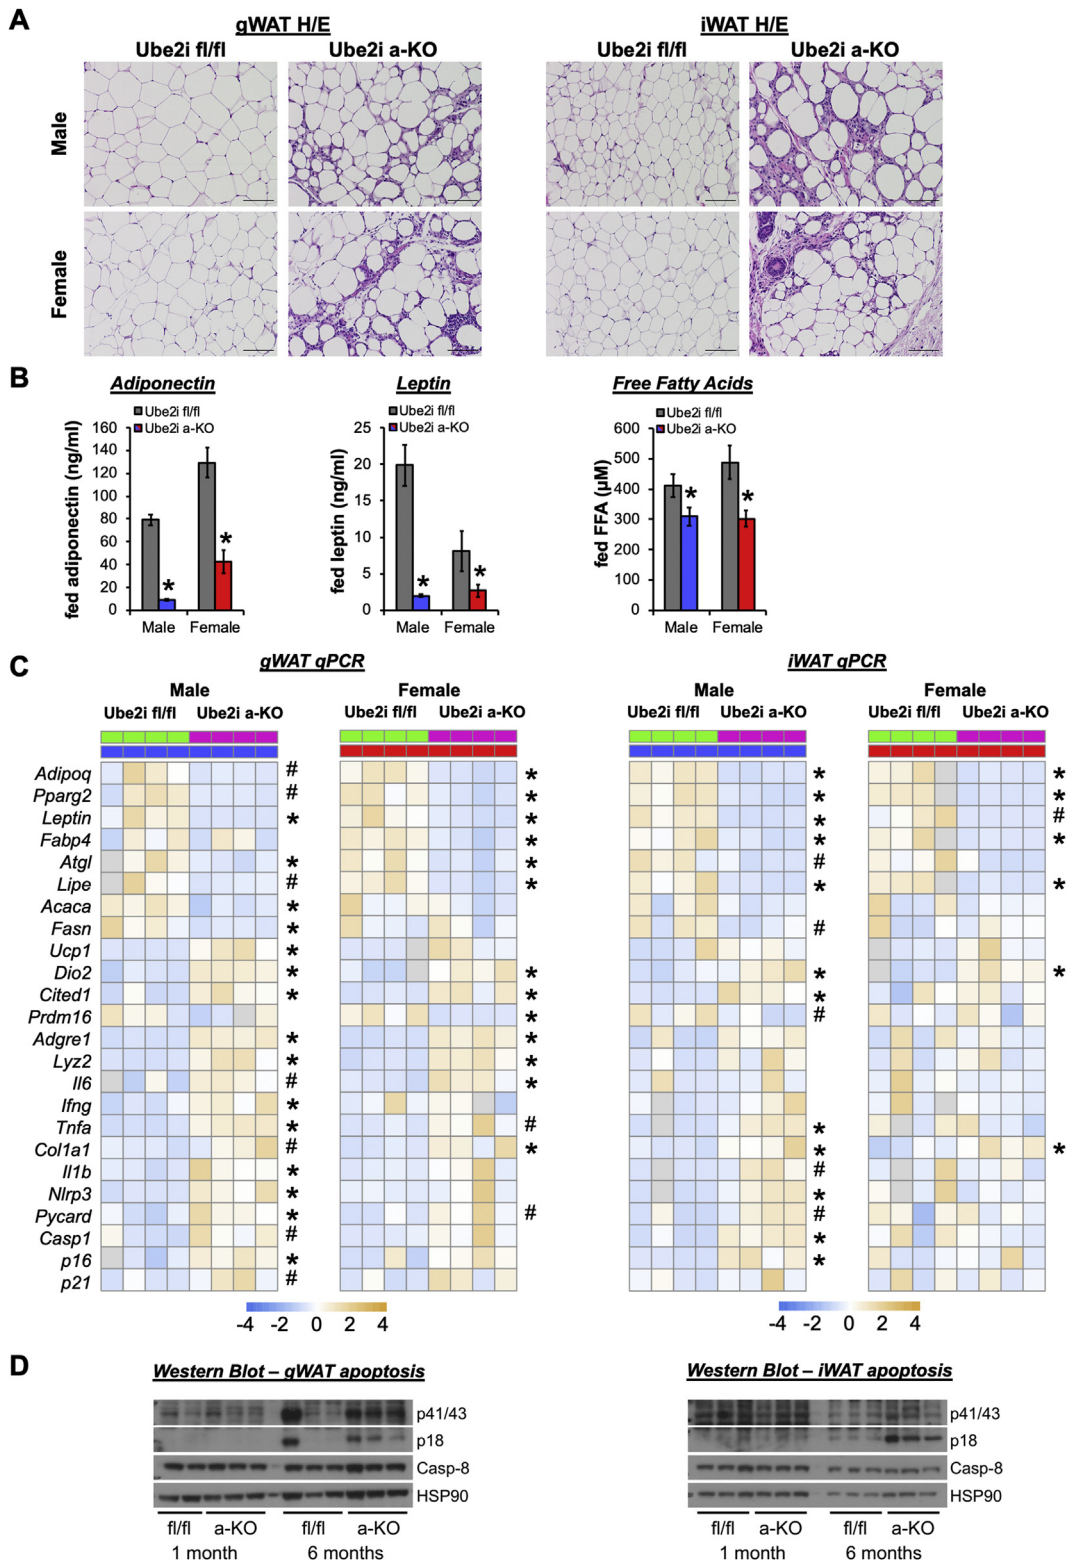 A
gWAT H/E
iWAT H/E
Ube2i fl/fl
Ube2i a-KO
Ube2i fl/fl
Ube2i a-KO
Male
Female
B
Adiponectin
Leptin
Free Fatty Acids
Ube2i fl/fl
Ube2i a-KO
Ube2i fl/fl
Ube2i a-KO
Ube2i fl/fl
Ube2i a-KO
fed adiponectin (ng/ml)
160
140
120
100
80
60
40
20
0
* *
Male Female
fed leptin (ng/ml)
25
20
15
10
5
0
* *
Male Female
fed FFA (µM)
600
500
400
300
200
100
0
* *
Male Female
C
gWAT qPCR
iWAT qPCR
Male
Female
Male
Female
Ube2i fl/fl Ube2i a-KO
Ube2i fl/fl Ube2i a-KO
Ube2i fl/fl Ube2i a-KO
Ube2i fl/fl Ube2i a-KO
Adipoq # * * *
Pparg2 # * * *
Leptin * * * #
Fabp4 * * *
Atgl * * #
Lipe # * * *
Acaca *
Fasn * #
Ucp1 *
Dio2 * * * *
Cited1 * * *
Prdm16 * #
Adgre1 * *
Lyz2 * *
Il6 # *
Ifng *
Tnfa * # *
Col1a1 # * * *
Il1b * #
Nlrp3 * *
Pycard * # #
Casp1 # *
p16 * *
p21 #
-4 -2 0 2 4
-4 -2 0 2 4
D
Western Blot – gWAT apoptosis
Western Blot – iWAT apoptosis
p41/43
p18
Casp-8
HSP90
fl/fl a-KO fl/fl a-KO
1 month 6 months
p41/43
p18
Casp-8
HSP90
fl/fl a-KO fl/fl a-KO
1 month 6 months